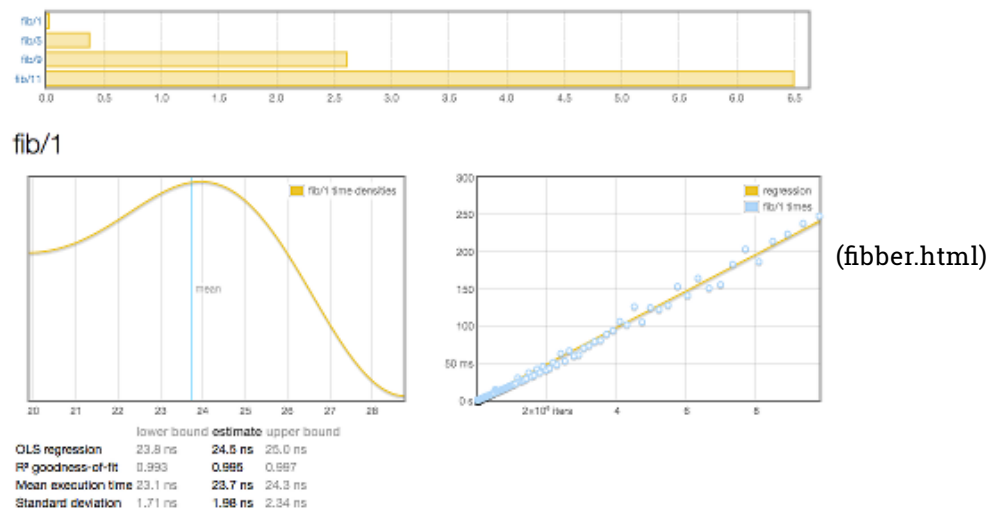 fib/1
fib/5
fib/9
fib/11
0.0 0.5 1.0 1.5 2.0 2.5 3.0 3.5 4.0 4.5 5.0 5.5 6.0 6.5
fib/1
fib/1 time densities
mean
20 21 22 23 24 25 26 27 28
regression
fib/1 times
300
250
200
150
100
50 ms
0 s
2×10⁶ iters 4 6 8
(fibber.html)
lower bound estimate upper bound
OLS regression 23.8 ns 24.5 ns 25.0 ns
R² goodness-of-fit 0.993 0.995 0.997
Mean execution time 23.1 ns 23.7 ns 24.3 ns
Standard deviation 1.71 ns 1.98 ns 2.34 ns